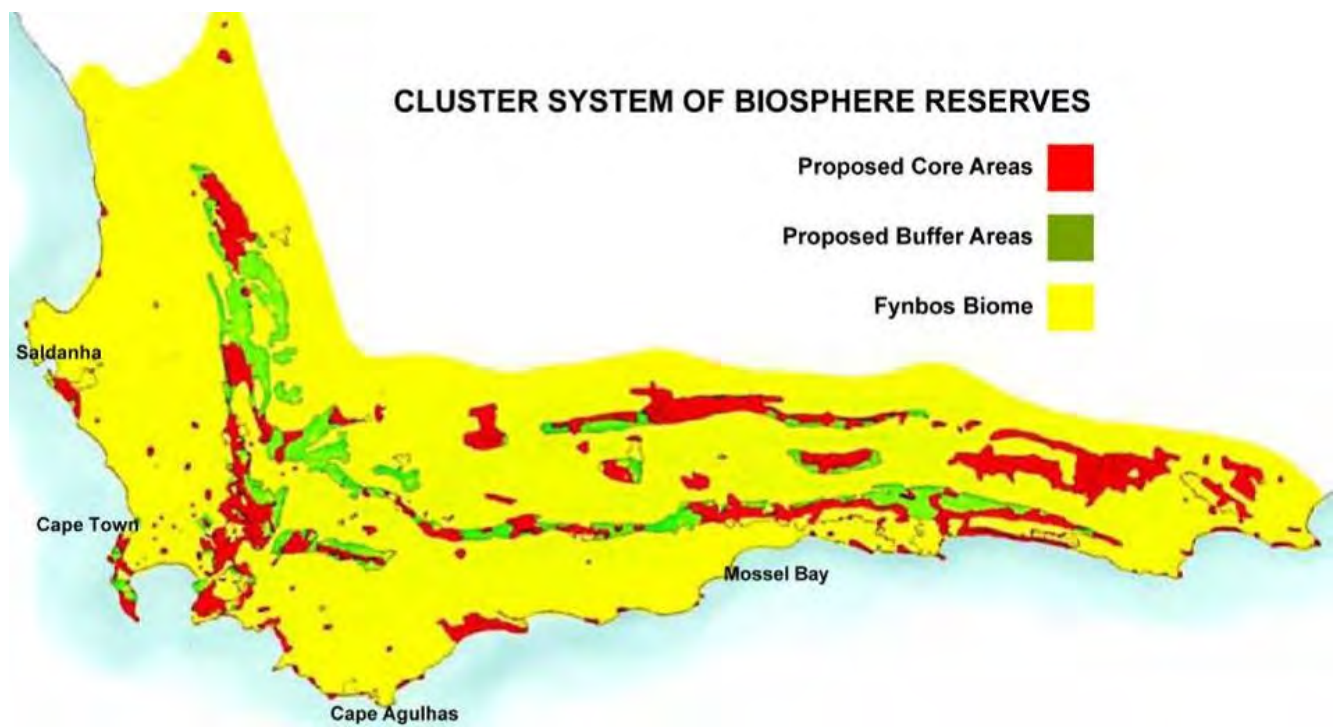 CLUSTER SYSTEM OF BIOSPHERE RESERVES
Proposed Core Areas
Proposed Buffer Areas
Fynbos Biome
Saldanha
Cape Town
Mossel Bay
Cape Agulhas